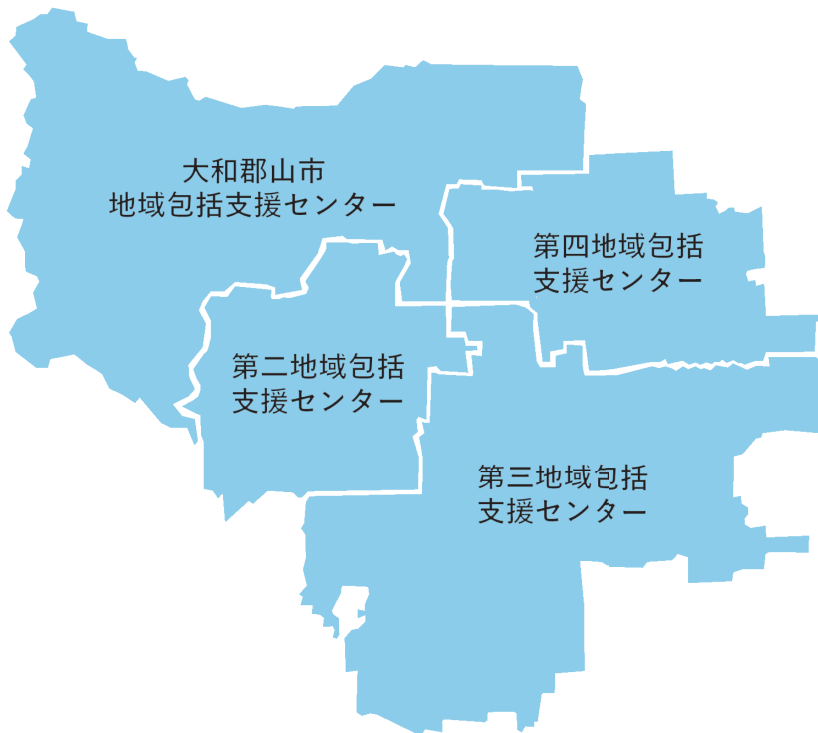 大和郡山市
地域包括支援センター
第四地域包括
支援センター
第二地域包括
支援センター
第三地域包括
支援センター